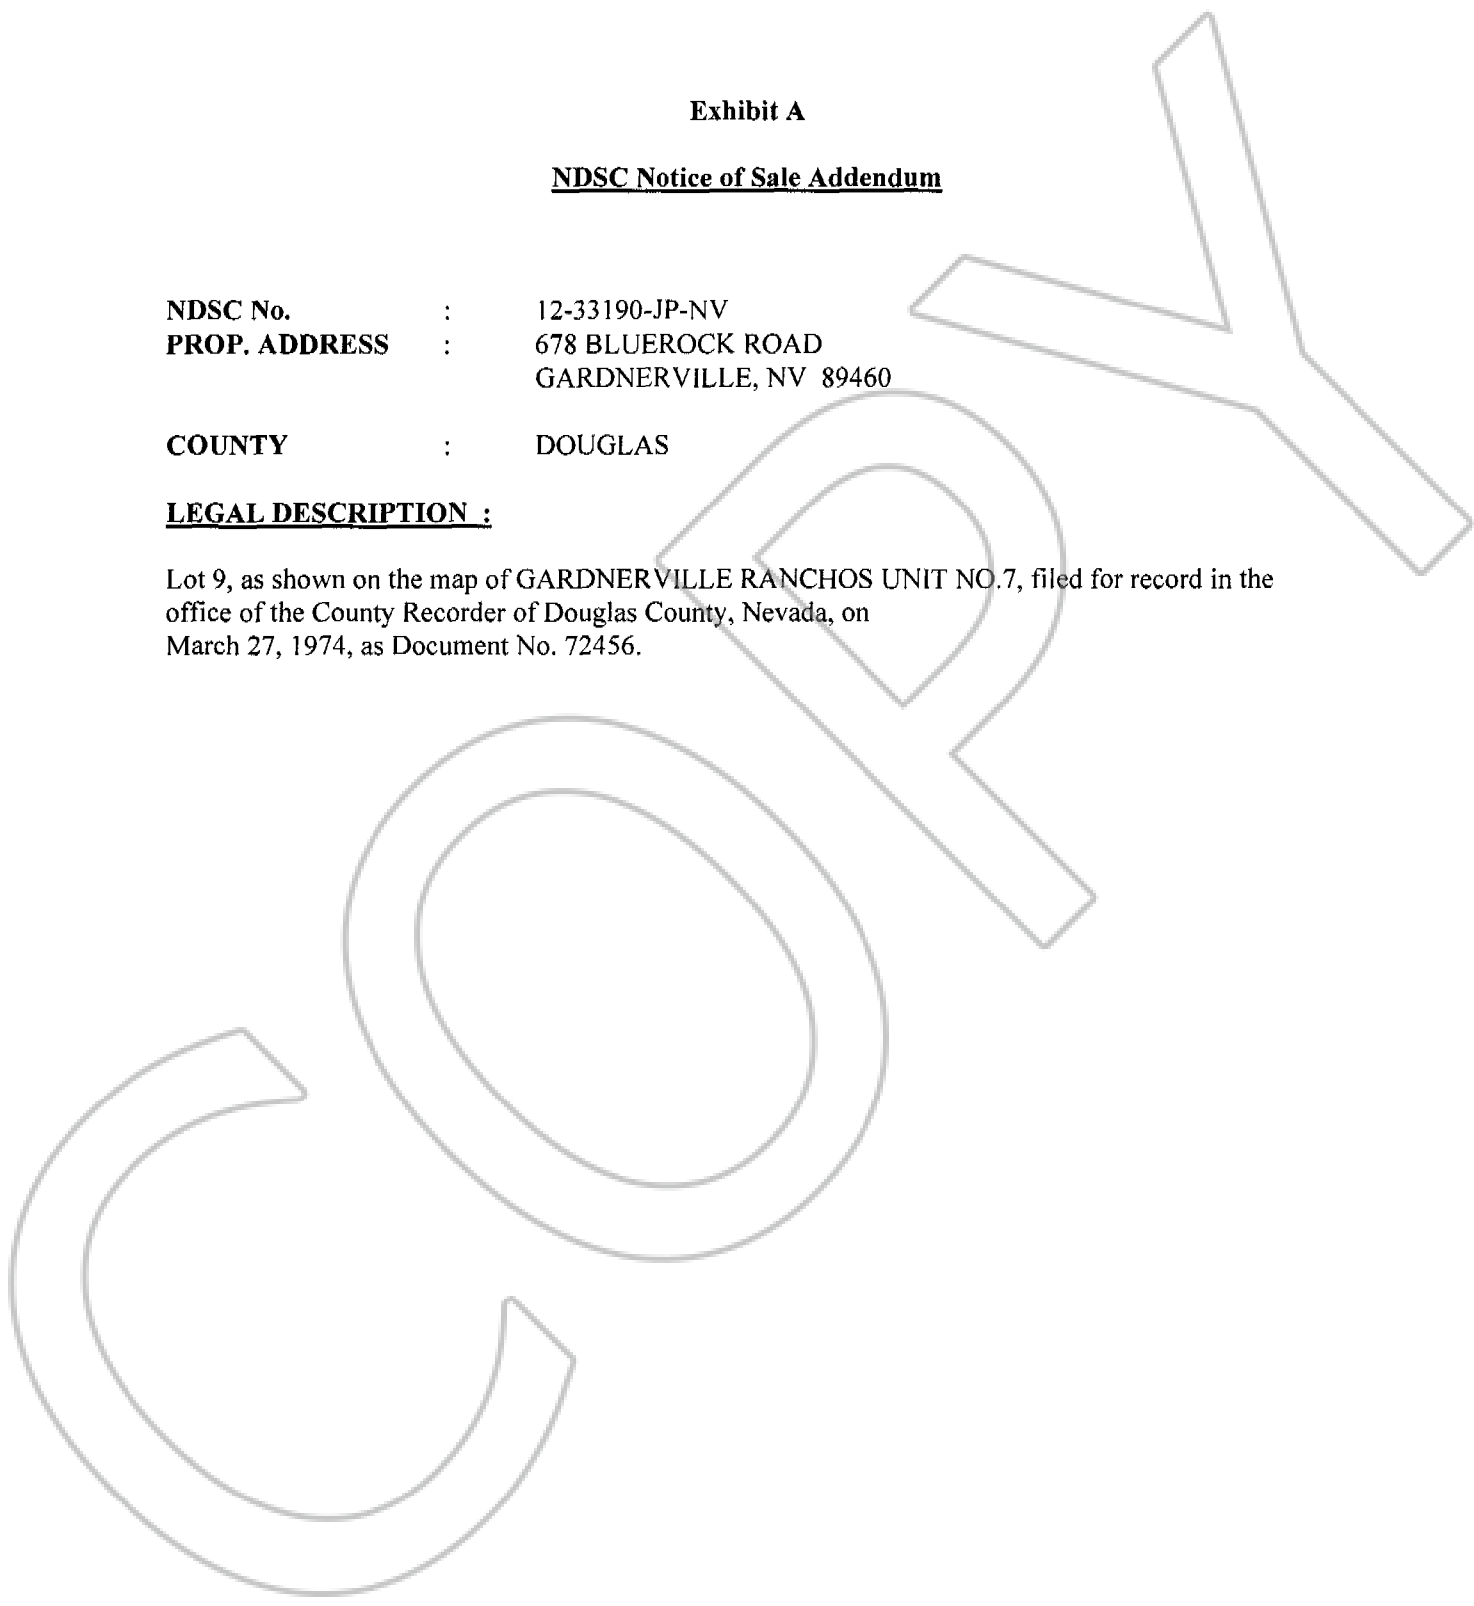 Exhibit A
NDSC Notice of Sale Addendum
NDSC No. : 12-33190-JP-NV
PROP. ADDRESS : 678 BLUEROCK ROAD
GARDNERVILLE, NV 89460
COUNTY : DOUGLAS
LEGAL DESCRIPTION :
Lot 9, as shown on the map of GARDNERVILLE RANCHOS UNIT NO.7, filed for record in the
office of the County Recorder of Douglas County, Nevada, on
March 27, 1974, as Document No. 72456.
COPY